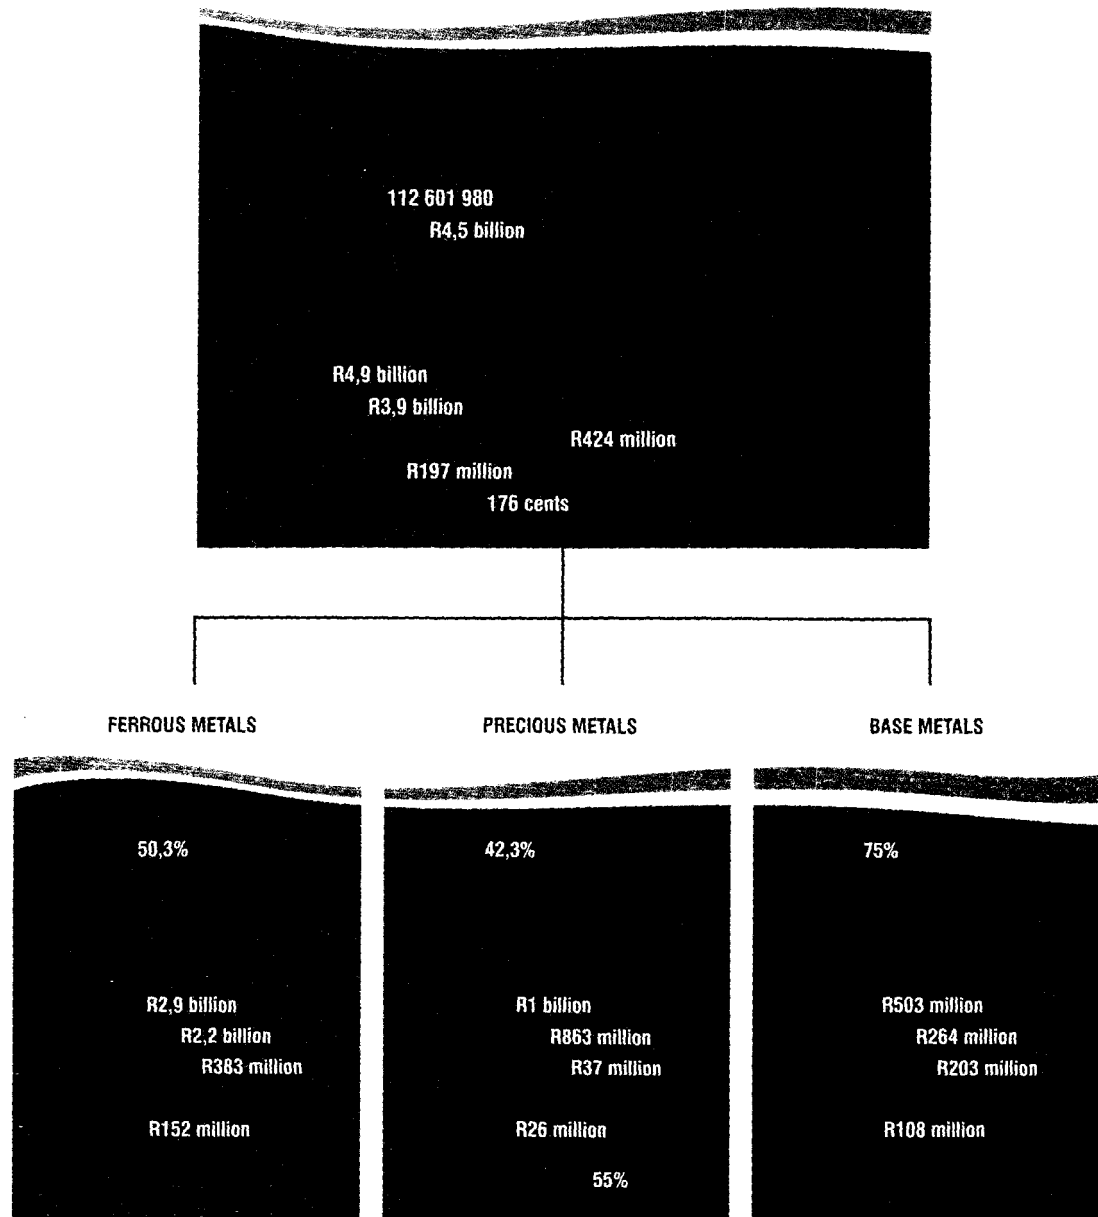 112 601 980
R4,5 billion
R4,9 billion
R3,9 billion
R424 million
R197 million
176 cents
FERROUS METALS
50,3%
R2,9 billion
R2,2 billion
R383 million
R152 million
PRECIOUS METALS
42,3%
R1 billion
R863 million
R37 million
R26 million
55%
BASE METALS
75%
R503 million
R264 million
R203 million
R108 million